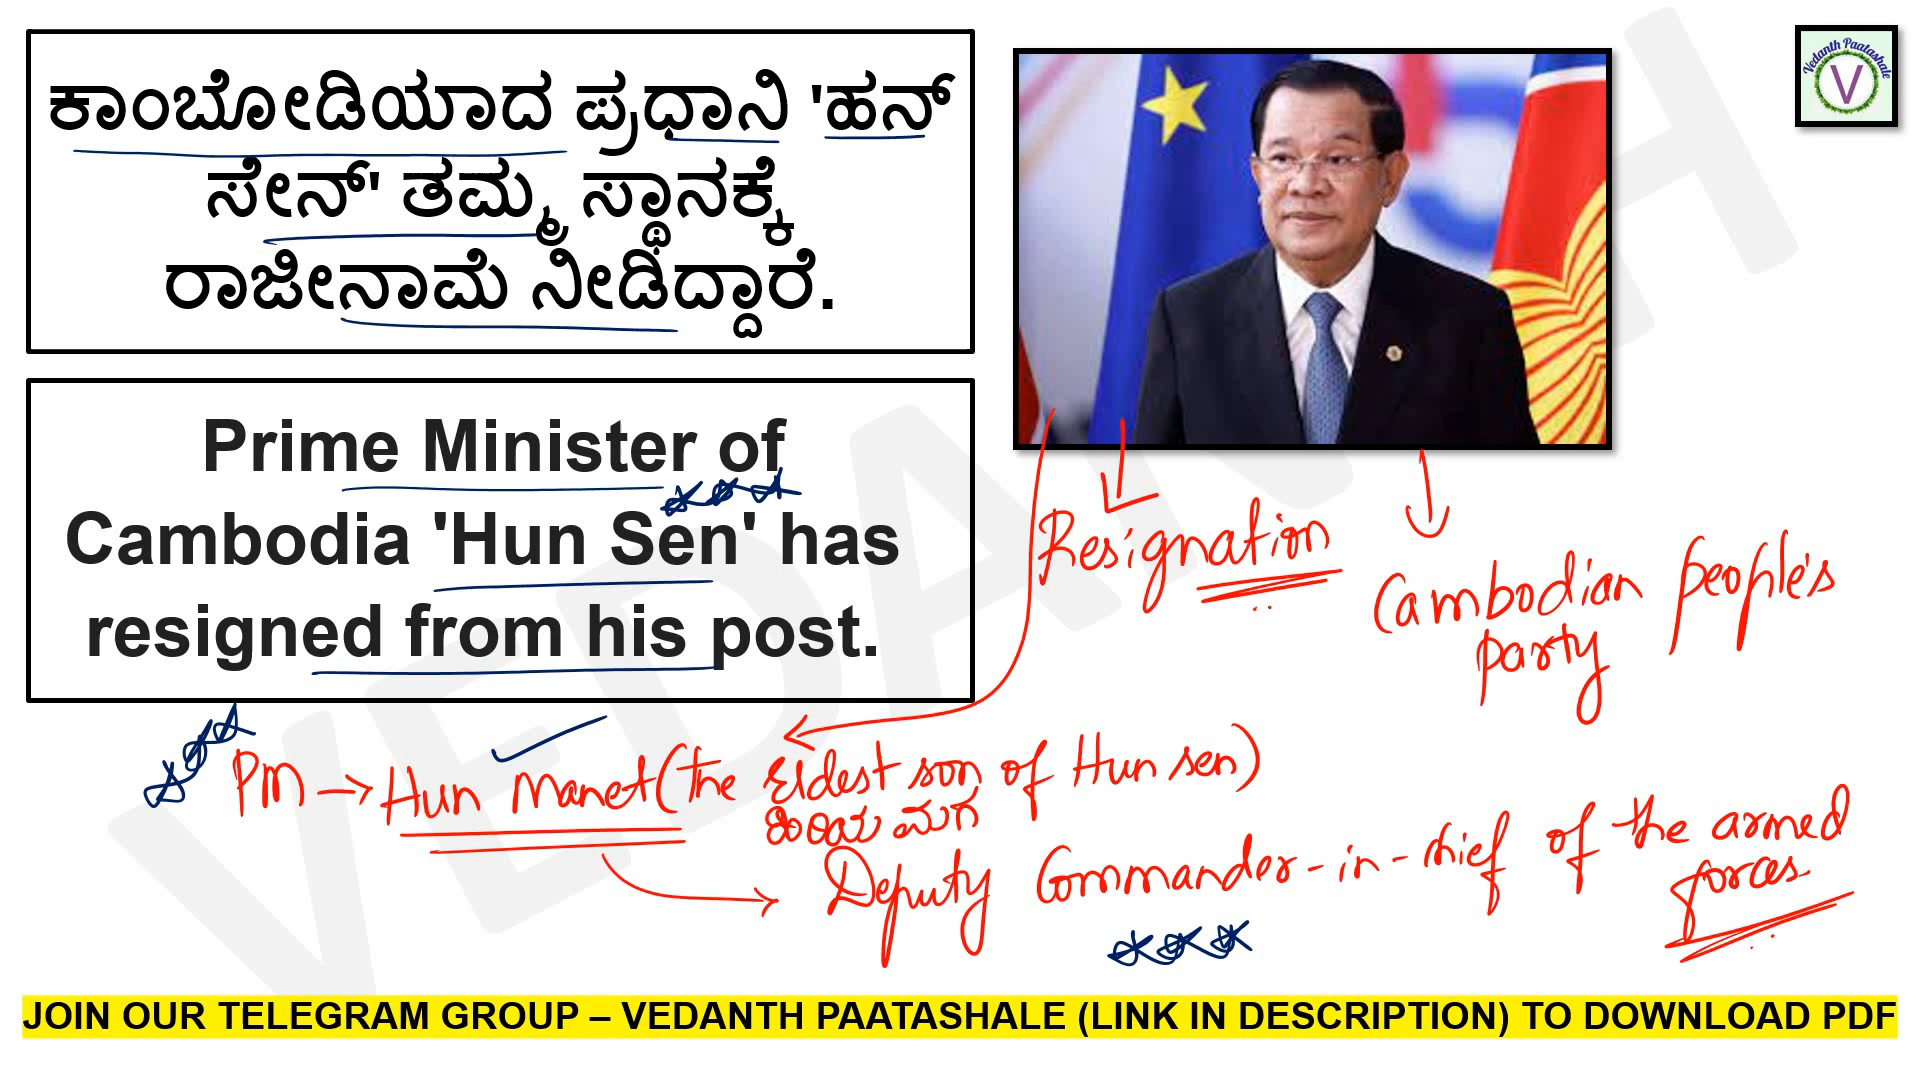 ಕಾಂಬೋಡಿಯಾದ ಪ್ರಧಾನಿ 'ಹನ್
ಸೇನ್' ತಮ್ಮ ಸ್ಥಾನಕ್ಕೆ
ರಾಜೀನಾಮೆ ನೀಡಿದ್ದಾರೆ.
Vedanth Paatashale
V
Prime Minister of
Cambodia 'Hun Sen' has
resigned from his post.
Resignation
Cambodian people's
party
PM → Hun Manet (The Eldest son of Hun sen)
ಹಿರಿಯ ಮಗ
Deputy Commander-in-chief of the armed
forces
VEDANTH
JOIN OUR TELEGRAM GROUP – VEDANTH PAATASHALE (LINK IN DESCRIPTION) TO DOWNLOAD PDF